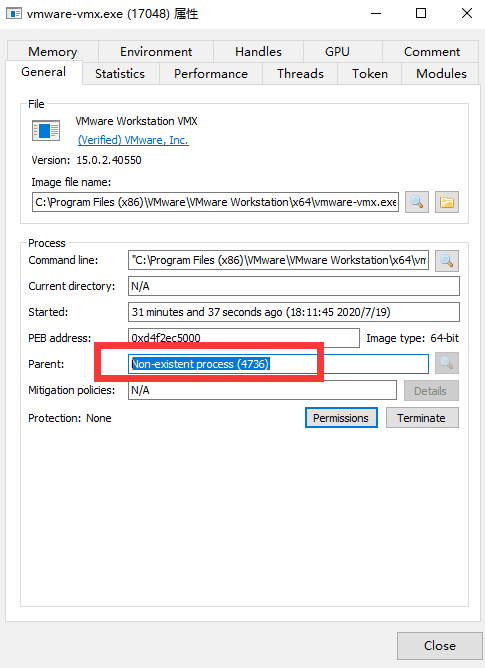 vmware-vmx.exe (17048) 属性
Memory Environment Handles GPU Comment
General Statistics Performance Threads Token Modules
File
VMware Workstation VMX
(Verified) VMware, Inc.
Version: 15.0.2.40550
Image file name:
C:\Program Files (x86)\VMware\VMware Workstation\x64\vmware-vmx.exe
Process
Command line: "C:\Program Files (x86)\VMware\VMware Workstation\x64\vm
Current directory: N/A
Started: 31 minutes and 37 seconds ago (18:11:45 2020/7/19)
PEB address: 0xd4f2ec5000 Image type: 64-bit
Parent: Non-existent process (4736)
Mitigation policies: N/A Details
Protection: None Permissions Terminate
Close